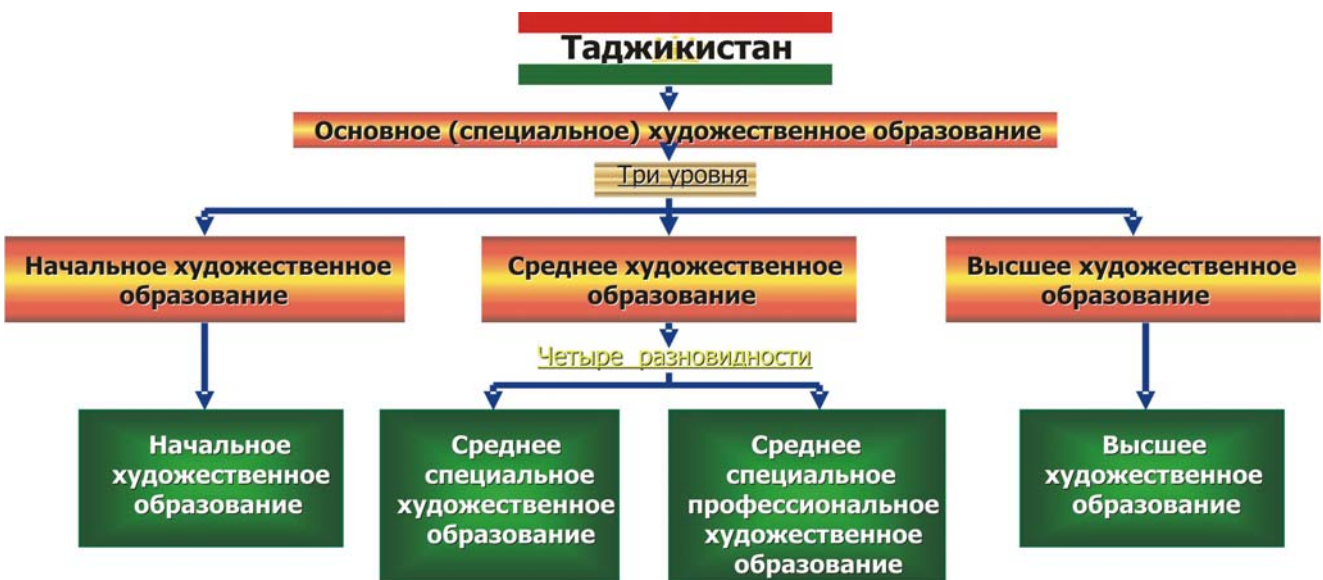 Таджикистан
Основное (специальное) художественное образование
Три уровня
Начальное художественное
образование
Среднее художественное
образование
Высшее художественное
образование
Четыре разновидности
Начальное
художественное
образование
Среднее
специальное
художественное
образование
Среднее
специальное
профессиональное
художественное
образование
Высшее
художественное
образование